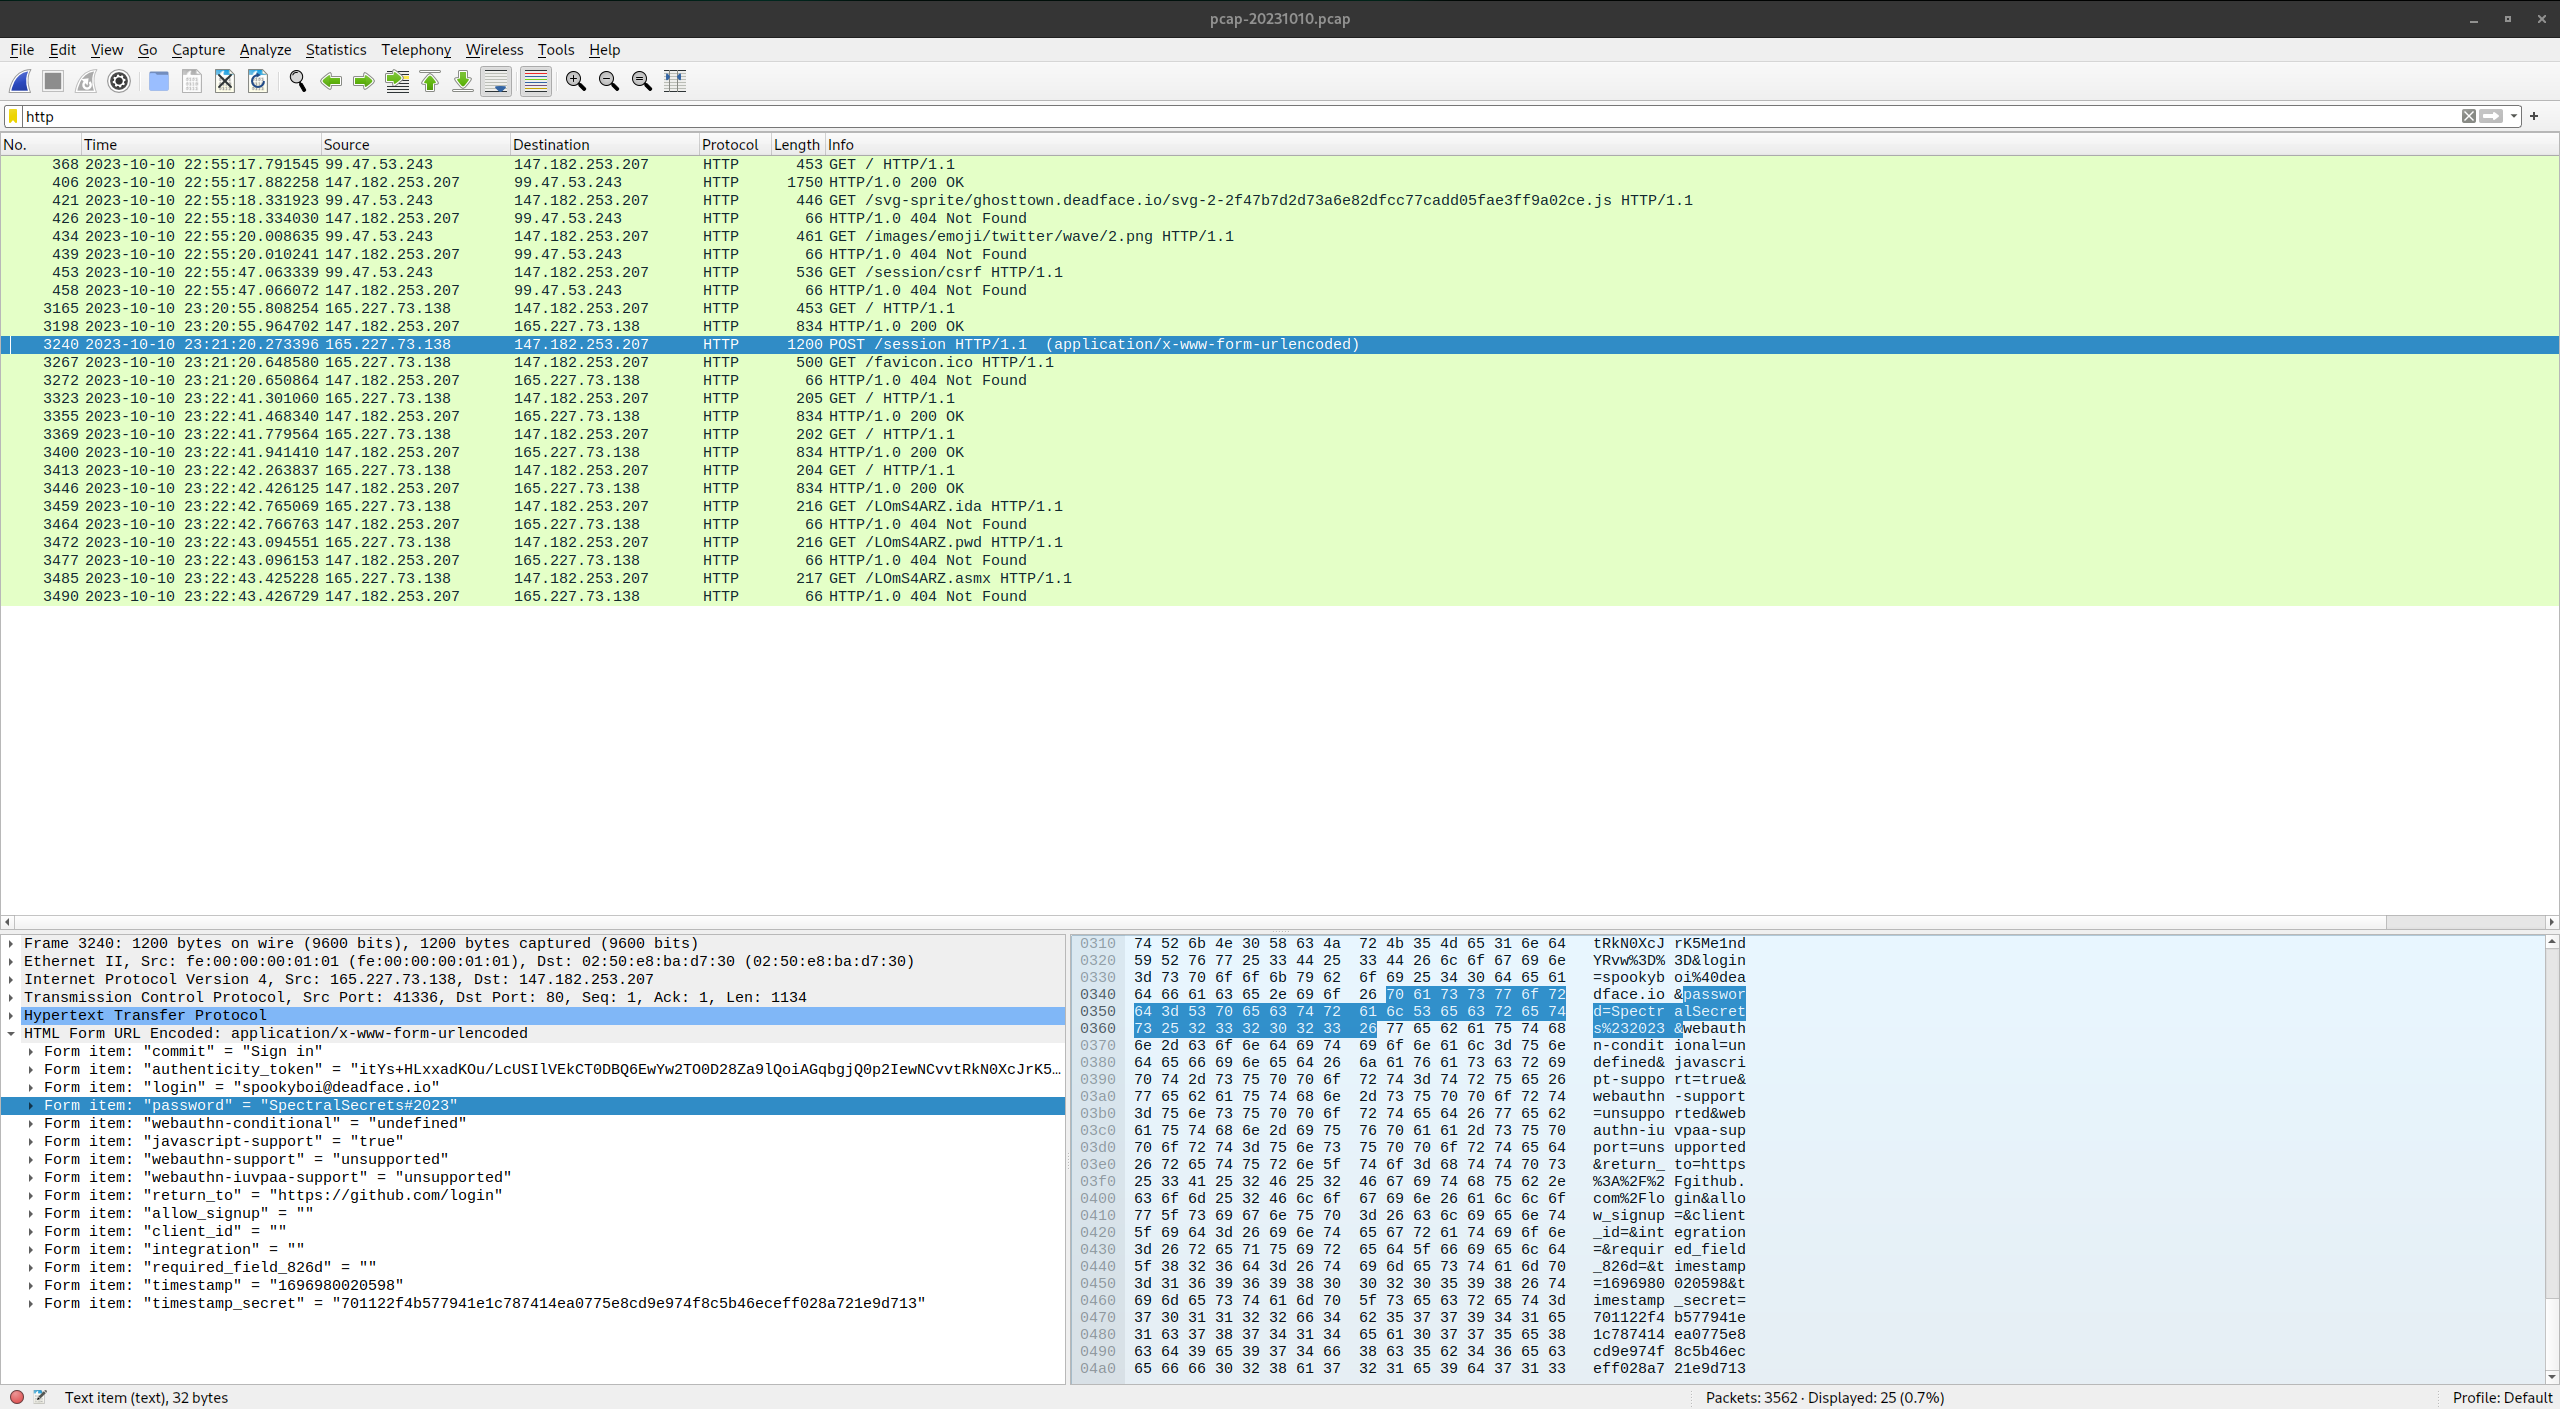 pcap-20231010.pcap
File Edit View Go Capture Analyze Statistics Telephony Wireless Tools Help
http
No. Time Source Destination Protocol Length Info
368 2023-10-10 22:55:17.791545 99.47.53.243 147.182.253.207 HTTP 453 GET / HTTP/1.1
406 2023-10-10 22:55:17.882258 147.182.253.207 99.47.53.243 HTTP 1750 HTTP/1.0 200 OK
421 2023-10-10 22:55:18.331923 99.47.53.243 147.182.253.207 HTTP 446 GET /svg-sprite/ghosttown.deadface.io/svg-2-2f47b7d2d73a6e82dfcc77cadd05fae3ff9a02ce.js HTTP/1.1
426 2023-10-10 22:55:18.334030 147.182.253.207 99.47.53.243 HTTP 66 HTTP/1.0 404 Not Found
434 2023-10-10 22:55:20.008635 99.47.53.243 147.182.253.207 HTTP 461 GET /images/emoji/twitter/wave/2.png HTTP/1.1
439 2023-10-10 22:55:20.010241 147.182.253.207 99.47.53.243 HTTP 66 HTTP/1.0 404 Not Found
453 2023-10-10 22:55:47.063339 99.47.53.243 147.182.253.207 HTTP 536 GET /session/csrf HTTP/1.1
458 2023-10-10 22:55:47.066072 147.182.253.207 99.47.53.243 HTTP 66 HTTP/1.0 404 Not Found
3165 2023-10-10 23:20:55.808254 165.227.73.138 147.182.253.207 HTTP 453 GET / HTTP/1.1
3198 2023-10-10 23:20:55.964702 147.182.253.207 165.227.73.138 HTTP 834 HTTP/1.0 200 OK
3240 2023-10-10 23:21:20.273396 165.227.73.138 147.182.253.207 HTTP 1200 POST /session HTTP/1.1  (application/x-www-form-urlencoded)
3267 2023-10-10 23:21:20.648580 165.227.73.138 147.182.253.207 HTTP 500 GET /favicon.ico HTTP/1.1
3272 2023-10-10 23:21:20.650864 147.182.253.207 165.227.73.138 HTTP 66 HTTP/1.0 404 Not Found
3323 2023-10-10 23:22:41.301060 165.227.73.138 147.182.253.207 HTTP 205 GET / HTTP/1.1
3355 2023-10-10 23:22:41.468340 147.182.253.207 165.227.73.138 HTTP 834 HTTP/1.0 200 OK
3369 2023-10-10 23:22:41.779564 165.227.73.138 147.182.253.207 HTTP 202 GET / HTTP/1.1
3400 2023-10-10 23:22:41.941410 147.182.253.207 165.227.73.138 HTTP 834 HTTP/1.0 200 OK
3413 2023-10-10 23:22:42.263837 165.227.73.138 147.182.253.207 HTTP 204 GET / HTTP/1.1
3446 2023-10-10 23:22:42.426125 147.182.253.207 165.227.73.138 HTTP 834 HTTP/1.0 200 OK
3459 2023-10-10 23:22:42.765069 165.227.73.138 147.182.253.207 HTTP 216 GET /LOmS4ARZ.ida HTTP/1.1
3464 2023-10-10 23:22:42.766763 147.182.253.207 165.227.73.138 HTTP 66 HTTP/1.0 404 Not Found
3472 2023-10-10 23:22:43.094551 165.227.73.138 147.182.253.207 HTTP 216 GET /LOmS4ARZ.pwd HTTP/1.1
3477 2023-10-10 23:22:43.096153 147.182.253.207 165.227.73.138 HTTP 66 HTTP/1.0 404 Not Found
3485 2023-10-10 23:22:43.425228 165.227.73.138 147.182.253.207 HTTP 217 GET /LOmS4ARZ.asmx HTTP/1.1
3490 2023-10-10 23:22:43.426729 147.182.253.207 165.227.73.138 HTTP 66 HTTP/1.0 404 Not Found
Frame 3240: 1200 bytes on wire (9600 bits), 1200 bytes captured (9600 bits)
Ethernet II, Src: fe:00:00:00:01:01 (fe:00:00:00:01:01), Dst: 02:50:e8:ba:d7:30 (02:50:e8:ba:d7:30)
Internet Protocol Version 4, Src: 165.227.73.138, Dst: 147.182.253.207
Transmission Control Protocol, Src Port: 41336, Dst Port: 80, Seq: 1, Ack: 1, Len: 1134
Hypertext Transfer Protocol
HTML Form URL Encoded: application/x-www-form-urlencoded
Form item: "commit" = "Sign in"
Form item: "authenticity_token" = "itYs+HLxxadKOu/LcUSIlVEkCT0DBQ6EwYw2TO0D28Za9lQoiAGqbgjQ0p2IewNCvvtRkN0XcJrK5…
Form item: "login" = "spookyboi@deadface.io"
Form item: "password" = "SpectralSecrets#2023"
Form item: "webauthn-conditional" = "undefined"
Form item: "javascript-support" = "true"
Form item: "webauthn-support" = "unsupported"
Form item: "webauthn-iuvpaa-support" = "unsupported"
Form item: "return_to" = "https://github.com/login"
Form item: "allow_signup" = ""
Form item: "client_id" = ""
Form item: "integration" = ""
Form item: "required_field_826d" = ""
Form item: "timestamp" = "1696980020598"
Form item: "timestamp_secret" = "701122f4b577941e1c787414ea0775e8cd9e974f8c5b46eceff028a721e9d713"
0310 74 52 6b 4e 30 58 63 4a 72 4b 35 4d 65 31 6e 64 tRkN0XcJ rK5Me1nd
0320 59 52 76 77 25 33 44 25 33 44 26 6c 6f 67 69 6e YRvw%3D% 3D&login
0330 3d 73 70 6f 6f 6b 79 62 6f 69 25 34 30 64 65 61 =spookyb oi%40dea
0340 64 66 61 63 65 2e 69 6f 26 70 61 73 73 77 6f 72 dface.io &passwor
0350 64 3d 53 70 65 63 74 72 61 6c 53 65 63 72 65 74 d=Spectr alSecret
0360 73 25 32 33 32 30 32 33 26 77 65 62 61 75 74 68 s%232023 &webauth
0370 6e 2d 63 6f 6e 64 69 74 69 6f 6e 61 6c 3d 75 6e n-condit ional=un
0380 64 65 66 69 6e 65 64 26 6a 61 76 61 73 63 72 69 defined& javascri
0390 70 74 2d 73 75 70 70 6f 72 74 3d 74 72 75 65 26 pt-suppo rt=true&
03a0 77 65 62 61 75 74 68 6e 2d 73 75 70 70 6f 72 74 webauthn -support
03b0 3d 75 6e 73 75 70 70 6f 72 74 65 64 26 77 65 62 =unsuppo rted&web
03c0 61 75 74 68 6e 2d 69 75 76 70 61 61 2d 73 75 70 authn-iu vpaa-sup
03d0 70 6f 72 74 3d 75 6e 73 75 70 70 6f 72 74 65 64 port=uns upported
03e0 26 72 65 74 75 72 6e 5f 74 6f 3d 68 74 74 70 73 &return_ to=https
03f0 25 33 41 25 32 46 25 32 46 67 69 74 68 75 62 2e %3A%2F%2 Fgithub.
0400 63 6f 6d 25 32 46 6c 6f 67 69 6e 26 61 6c 6c 6f com%2Flo gin&allo
0410 77 5f 73 69 67 6e 75 70 3d 26 63 6c 69 65 6e 74 w_signup =&client
0420 5f 69 64 3d 26 69 6e 74 65 67 72 61 74 69 6f 6e _id=&int egration
0430 3d 26 72 65 71 75 69 72 65 64 5f 66 69 65 6c 64 =&requir ed_field
0440 5f 38 32 36 64 3d 26 74 69 6d 65 73 74 61 6d 70 _826d=&t imestamp
0450 3d 31 36 39 36 39 38 30 30 32 30 35 39 38 26 74 =1696980 020598&t
0460 69 6d 65 73 74 61 6d 70 5f 73 65 63 72 65 74 3d imestamp _secret=
0470 37 30 31 31 32 32 66 34 62 35 37 37 39 34 31 65 701122f4 b577941e
0480 31 63 37 38 37 34 31 34 65 61 30 37 37 35 65 38 1c787414 ea0775e8
0490 63 64 39 65 39 37 34 66 38 63 35 62 34 36 65 63 cd9e974f 8c5b46ec
04a0 65 66 66 30 32 38 61 37 32 31 65 39 64 37 31 33 eff028a7 21e9d713
Text item (text), 32 bytes
Packets: 3562 · Displayed: 25 (0.7%)
Profile: Default